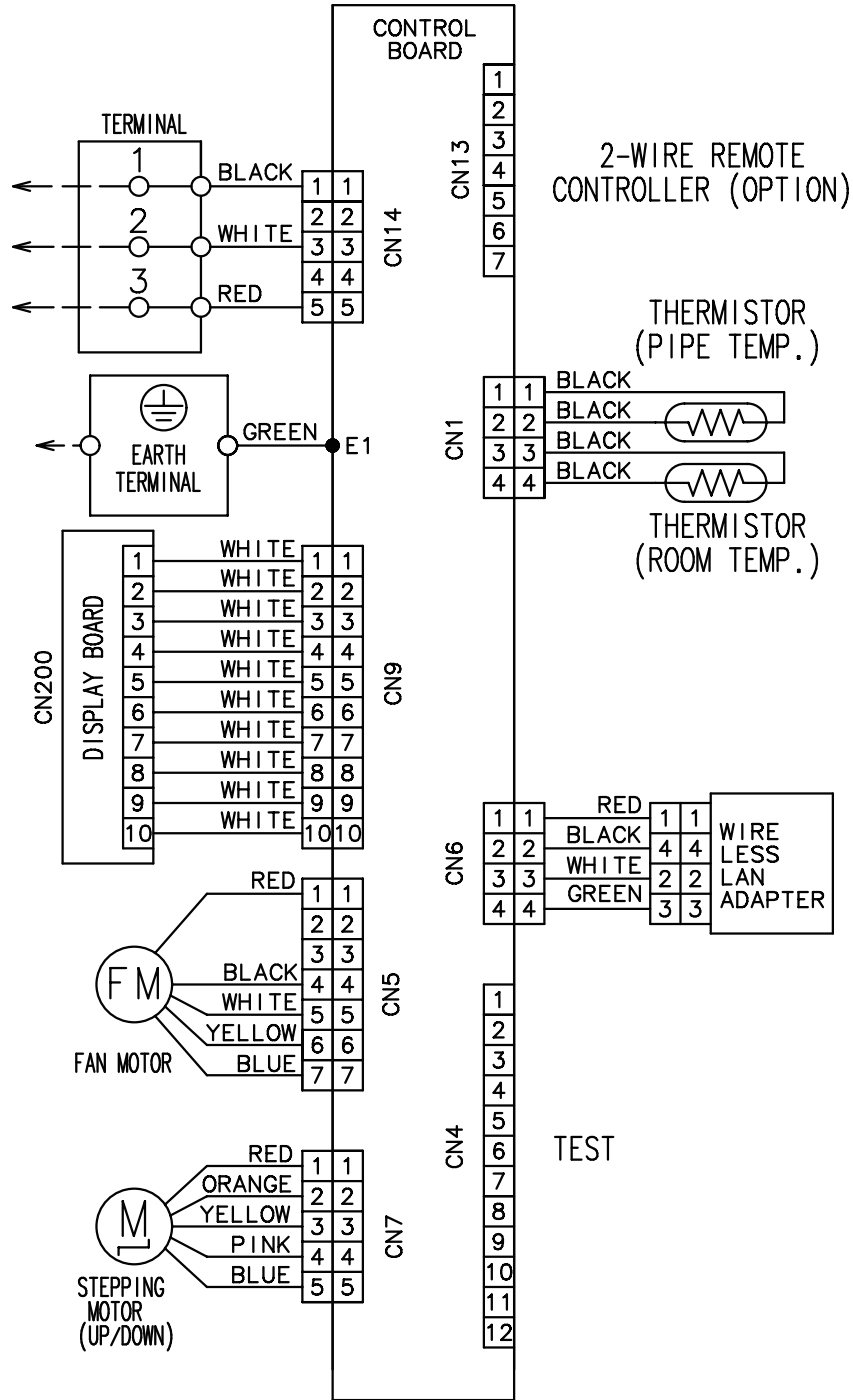 CONTROL
BOARD
1
2
3
4
5
6
7
CN13
2-WIRE REMOTE
CONTROLLER (OPTION)
TERMINAL
1
2
3
BLACK
WHITE
RED
1 1
2 2
3 3
4 4
5 5
CN14
EARTH
TERMINAL
GREEN
E1
THERMISTOR
(PIPE TEMP.)
CN1
1 1 BLACK
2 2 BLACK
3 3 BLACK
4 4 BLACK
THERMISTOR
(ROOM TEMP.)
CN200
DISPLAY BOARD
1 WHITE 1 1
2 WHITE 2 2
3 WHITE 3 3
4 WHITE 4 4
5 WHITE 5 5
6 WHITE 6 6
7 WHITE 7 7
8 WHITE 8 8
9 WHITE 9 9
10 WHITE 10 10
CN9
CN6
1 1 RED 1 1
2 2 BLACK 4 4
3 3 WHITE 2 2
4 4 GREEN 3 3
WIRE
LESS
LAN
ADAPTER
FM
FAN MOTOR
RED 1 1
2 2
3 3
BLACK 4 4
WHITE 5 5
YELLOW 6 6
BLUE 7 7
CN5
CN4
1
2
3
4
5
6
7
8
9
10
11
12
TEST
M
STEPPING
MOTOR
(UP/DOWN)
RED 1 1
ORANGE 2 2
YELLOW 3 3
PINK 4 4
BLUE 5 5
CN7